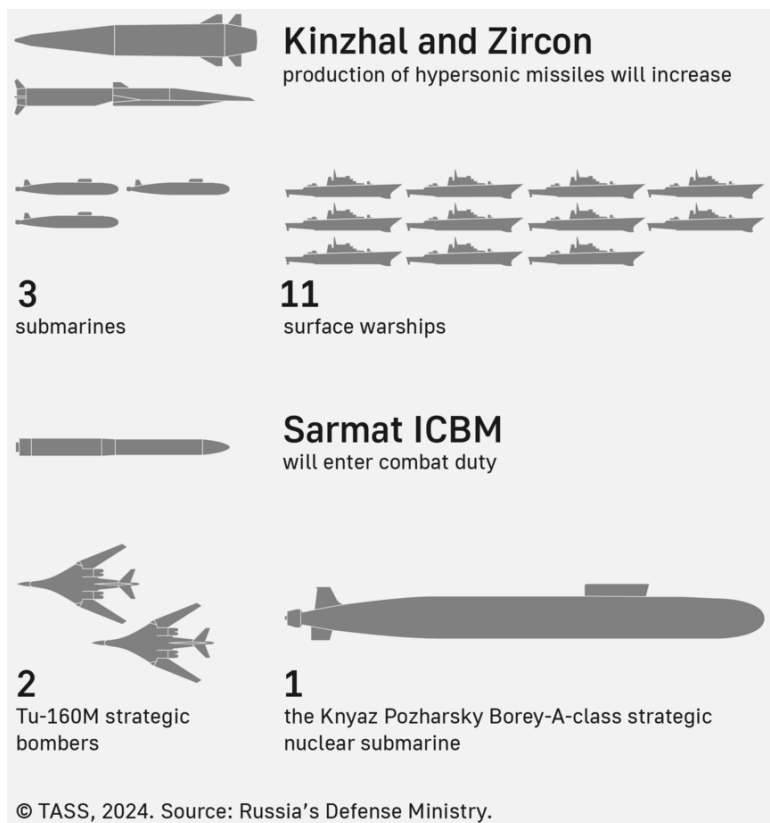 Kinzhal and Zircon
production of hypersonic missiles will increase
3
submarines
11
surface warships
Sarmat ICBM
will enter combat duty
2
Tu-160M strategic
bombers
1
the Knyaz Pozharsky Borey-A-class strategic
nuclear submarine
© TASS, 2024. Source: Russia's Defense Ministry.